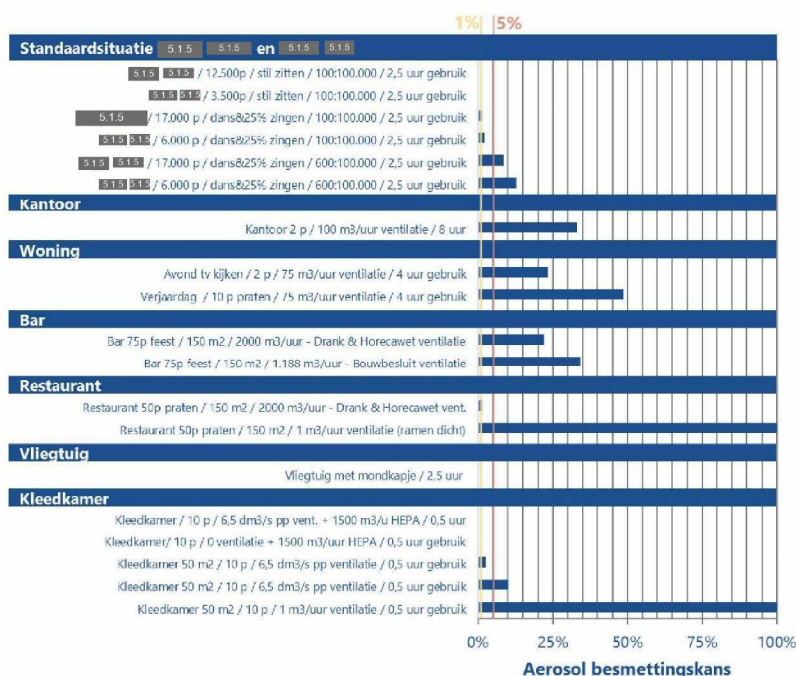 1% 5%
Standaardsituatie 5.1.5 5.1.5 en 5.1.5 5.1.5
5.1.5 5.1.5 / 12.500p / stil zitten / 100:100.000 / 2,5 uur gebruik
5.1.5 5.1.5 / 3.500p / stil zitten / 100:100.000 / 2,5 uur gebruik
5.1.5 / 17.000 p / dans&25% zingen / 100:100.000 / 2,5 uur gebruik
5.1.5 5.1.5 / 6.000 p / dans&25% zingen / 100:100.000 / 2,5 uur gebruik
5.1.5 5.1.5 / 17.000 p / dans&25% zingen / 600:100.000 / 2,5 uur gebruik
5.1.5 5.1.5 / 6.000 p / dans&25% zingen / 600:100.000 / 2,5 uur gebruik
Kantoor
Kantoor 2 p / 100 m3/uur ventilatie / 8 uur
Woning
Avond tv kijken / 2 p / 75 m3/uur ventilatie / 4 uur gebruik
Verjaardag / 10 p praten / 75 m3/uur ventilatie / 4 uur gebruik
Bar
Bar 75p feest / 150 m2 / 2000 m3/uur - Drank & Horecawet ventilatie
Bar 75p feest / 150 m2 / 1.188 m3/uur - Bouwbesluit ventilatie
Restaurant
Restaurant 50p praten / 150 m2 / 2000 m3/uur - Drank & Horecawet vent.
Restaurant 50p praten / 150 m2 / 1 m3/uur ventilatie (ramen dicht)
Vliegtuig
Vliegtuig met mondkapje / 2,5 uur
Kleedkamer
Kleedkamer / 10 p / 6,5 dm3/s pp vent. + 1500 m3/u HEPA / 0,5 uur
Kleedkamer/ 10 p / 0 ventilatie + 1500 m3/uur HEPA / 0,5 uur gebruik
Kleedkamer 50 m2 / 10 p / 6,5 dm3/s pp ventilatie / 0,5 uur gebruik
Kleedkamer 50 m2 / 10 p / 6,5 dm3/s pp ventilatie / 0,5 uur gebruik
Kleedkamer 50 m2 / 10 p / 1 m3/uur ventilatie / 0,5 uur gebruik
0% 25% 50% 75% 100%
Aerosol besmettingskans